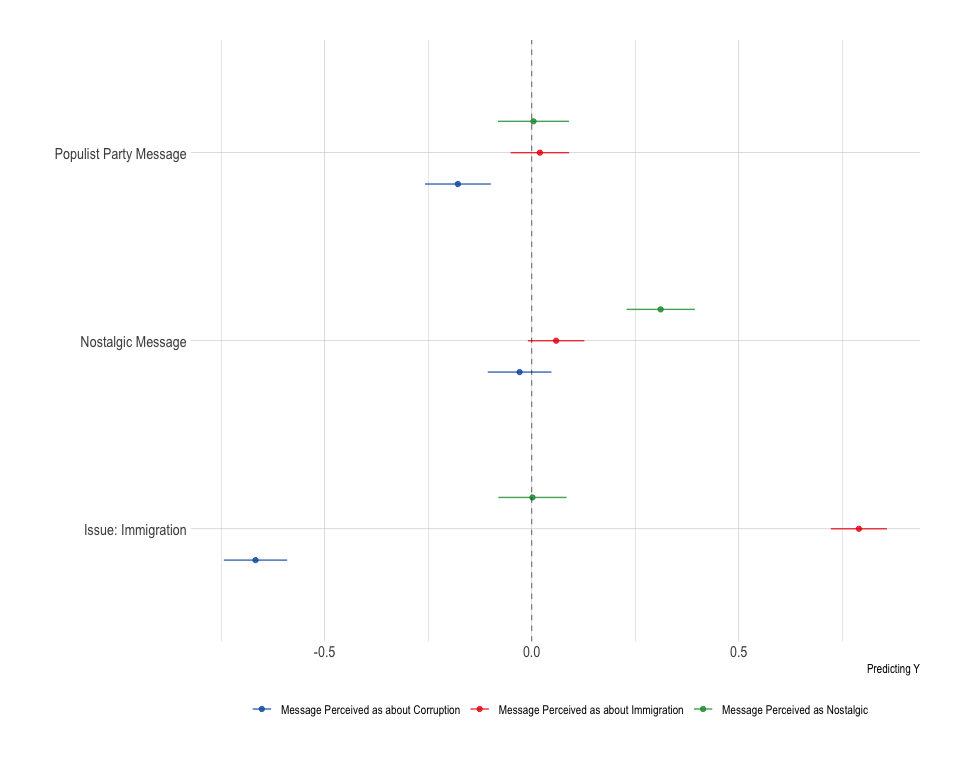 Populist Party Message
Nostalgic Message
Issue: Immigration
-0.5 0.0 0.5
Predicting Y
Message Perceived as about Corruption Message Perceived as about Immigration Message Perceived as Nostalgic